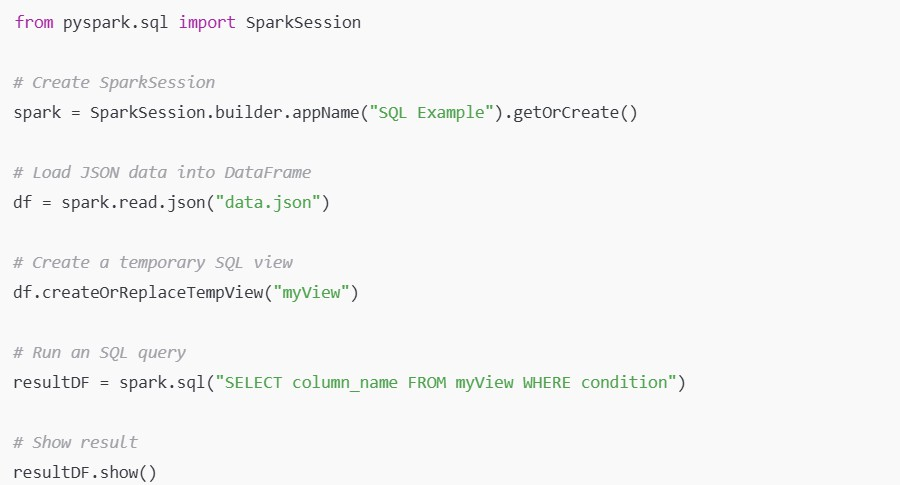 from pyspark.sql import SparkSession
# Create SparkSession
spark = SparkSession.builder.appName("SQL Example").getOrCreate()
# Load JSON data into DataFrame
df = spark.read.json("data.json")
# Create a temporary SQL view
df.createOrReplaceTempView("myView")
# Run an SQL query
resultDF = spark.sql("SELECT column_name FROM myView WHERE condition")
# Show result
resultDF.show()